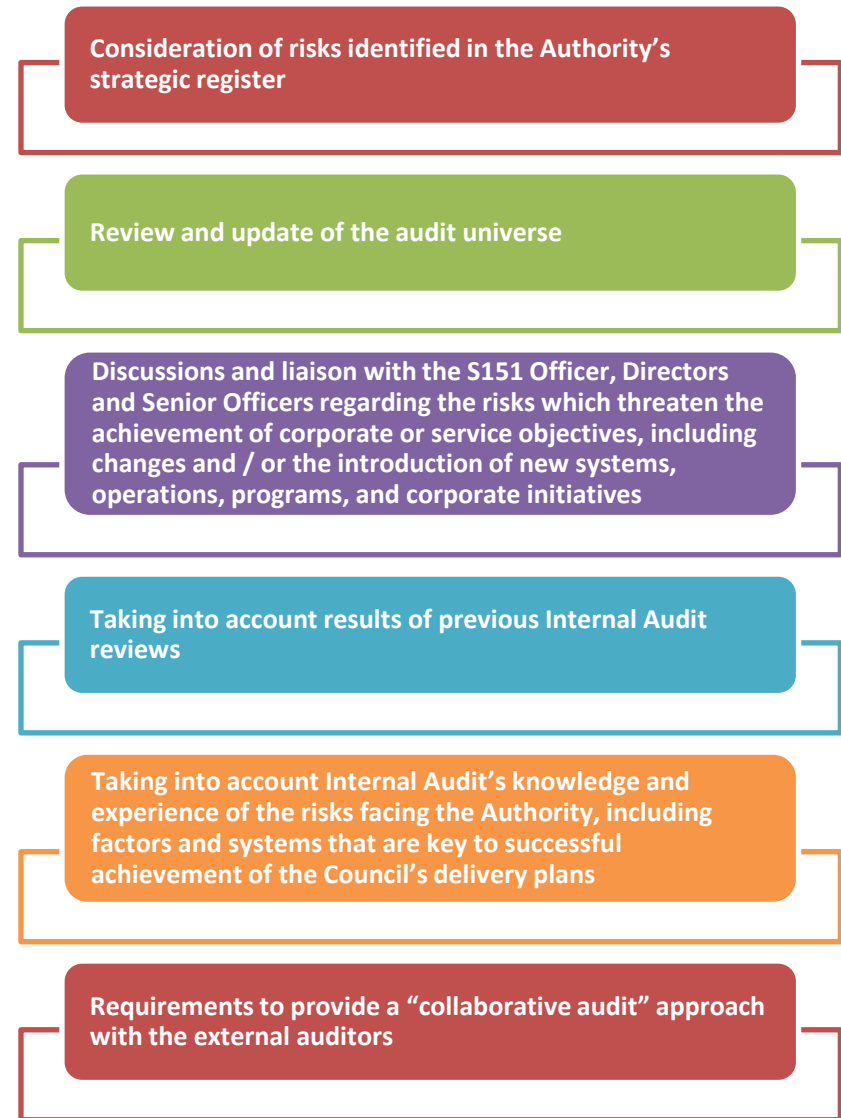 Consideration of risks identified in the Authority’s
strategic register
Review and update of the audit universe
Discussions and liaison with the S151 Officer, Directors
and Senior Officers regarding the risks which threaten the
achievement of corporate or service objectives, including
changes and / or the introduction of new systems,
operations, programs, and corporate initiatives
Taking into account results of previous Internal Audit
reviews
Taking into account Internal Audit’s knowledge and
experience of the risks facing the Authority, including
factors and systems that are key to successful
achievement of the Council’s delivery plans
Requirements to provide a “collaborative audit” approach
with the external auditors